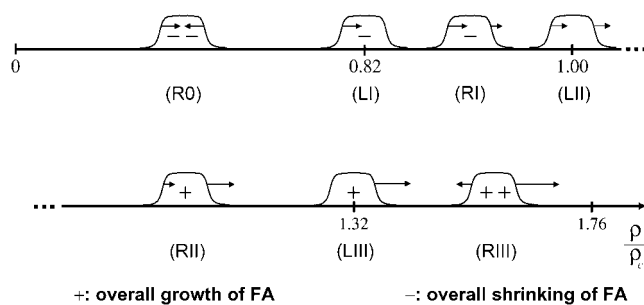 − −
−
−
0
0.82
1.00
(R0)
(LI)
(RI)
(LII)
+
+
+ +
1.32
1.76
(RII)
(LIII)
(RIII)
ρ
ρ
+: overall growth of FA
−: overall shrinking of FA